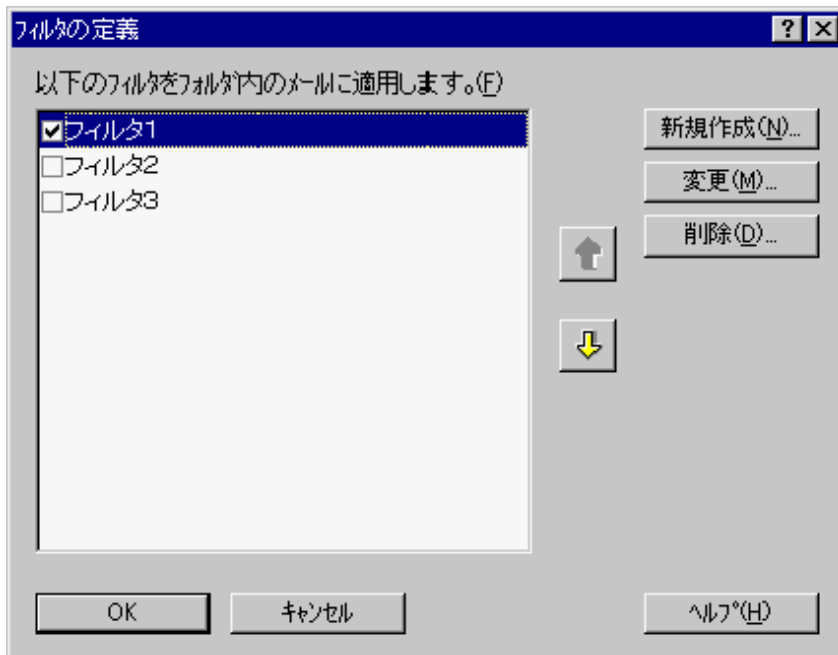 ﾌｨﾙﾀの定義
以下のﾌｨﾙﾀをﾌｫﾙﾀﾞ内のﾒｰﾙに適用します。(F)
フィルタ1
フィルタ2
フィルタ3
新規作成(N)...
変更(M)...
削除(D)...
OK
ｷｬﾝｾﾙ
ﾍﾙﾌﾟ(H)